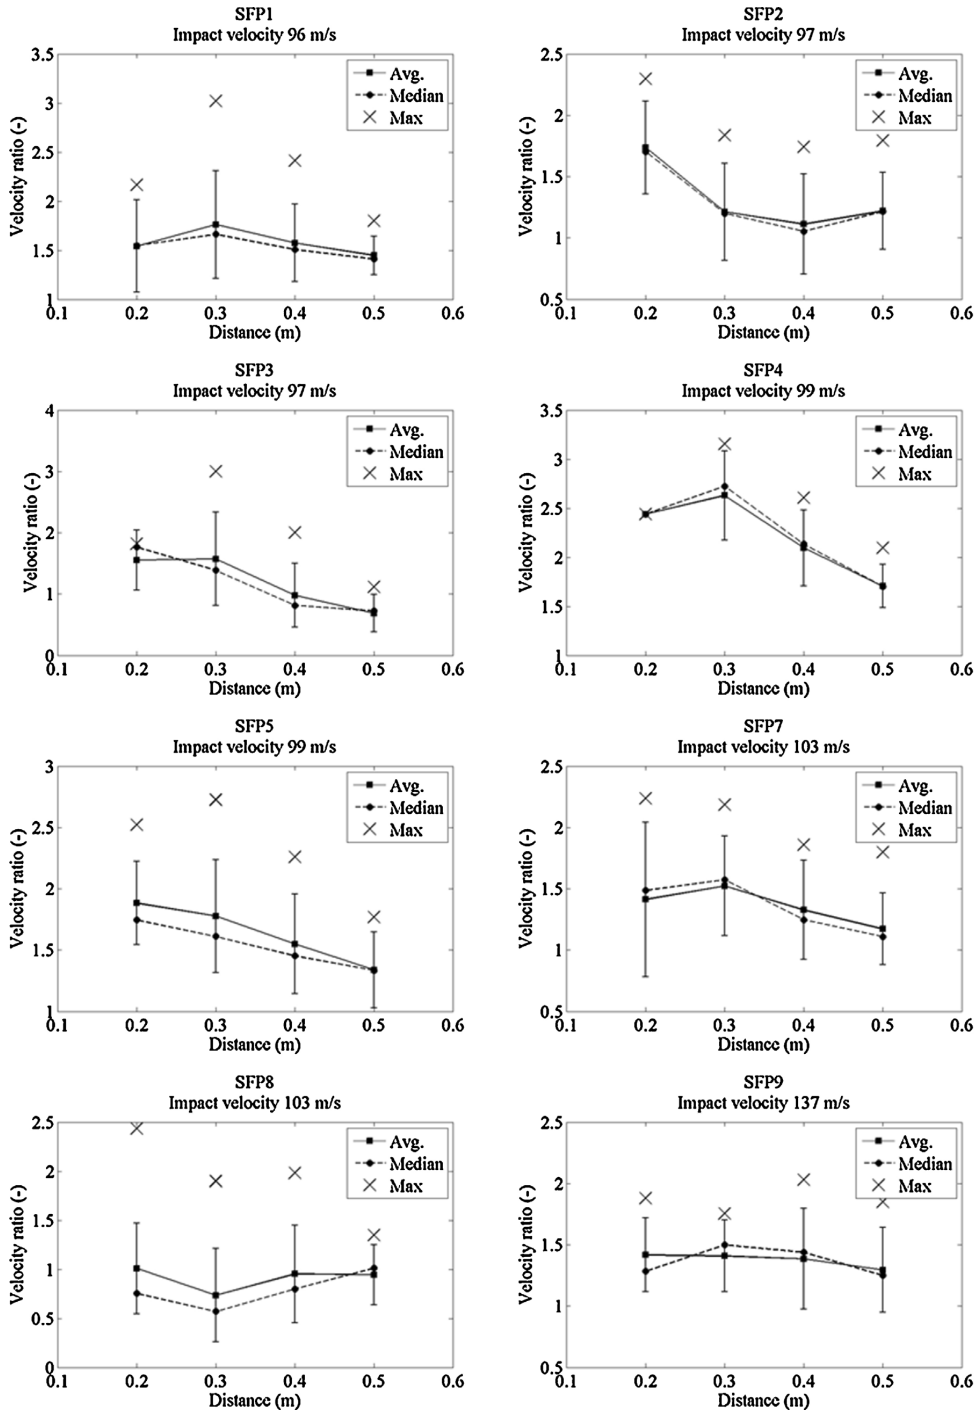 SFP1
Impact velocity 96 m/s
3.5
3
2.5
2
1.5
1
Velocity ratio (-)
Avg.
Median
Max
0.1 0.2 0.3 0.4 0.5 0.6
Distance (m)
SFP2
Impact velocity 97 m/s
2.5
2
1.5
1
0.5
Velocity ratio (-)
Avg.
Median
Max
0.1 0.2 0.3 0.4 0.5 0.6
Distance (m)
SFP3
Impact velocity 97 m/s
4
3
2
1
0
Velocity ratio (-)
Avg.
Median
Max
0.1 0.2 0.3 0.4 0.5 0.6
Distance (m)
SFP4
Impact velocity 99 m/s
3.5
3
2.5
2
1.5
1
Velocity ratio (-)
Avg.
Median
Max
0.1 0.2 0.3 0.4 0.5 0.6
Distance (m)
SFP5
Impact velocity 99 m/s
3
2.5
2
1.5
1
Velocity ratio (-)
Avg.
Median
Max
0.1 0.2 0.3 0.4 0.5 0.6
Distance (m)
SFP7
Impact velocity 103 m/s
2.5
2
1.5
1
0.5
Velocity ratio (-)
Avg.
Median
Max
0.1 0.2 0.3 0.4 0.5 0.6
Distance (m)
SFP8
Impact velocity 103 m/s
2.5
2
1.5
1
0.5
0
Velocity ratio (-)
Avg.
Median
Max
0.1 0.2 0.3 0.4 0.5 0.6
Distance (m)
SFP9
Impact velocity 137 m/s
2.5
2
1.5
1
0.5
Velocity ratio (-)
Avg.
Median
Max
0.1 0.2 0.3 0.4 0.5 0.6
Distance (m)